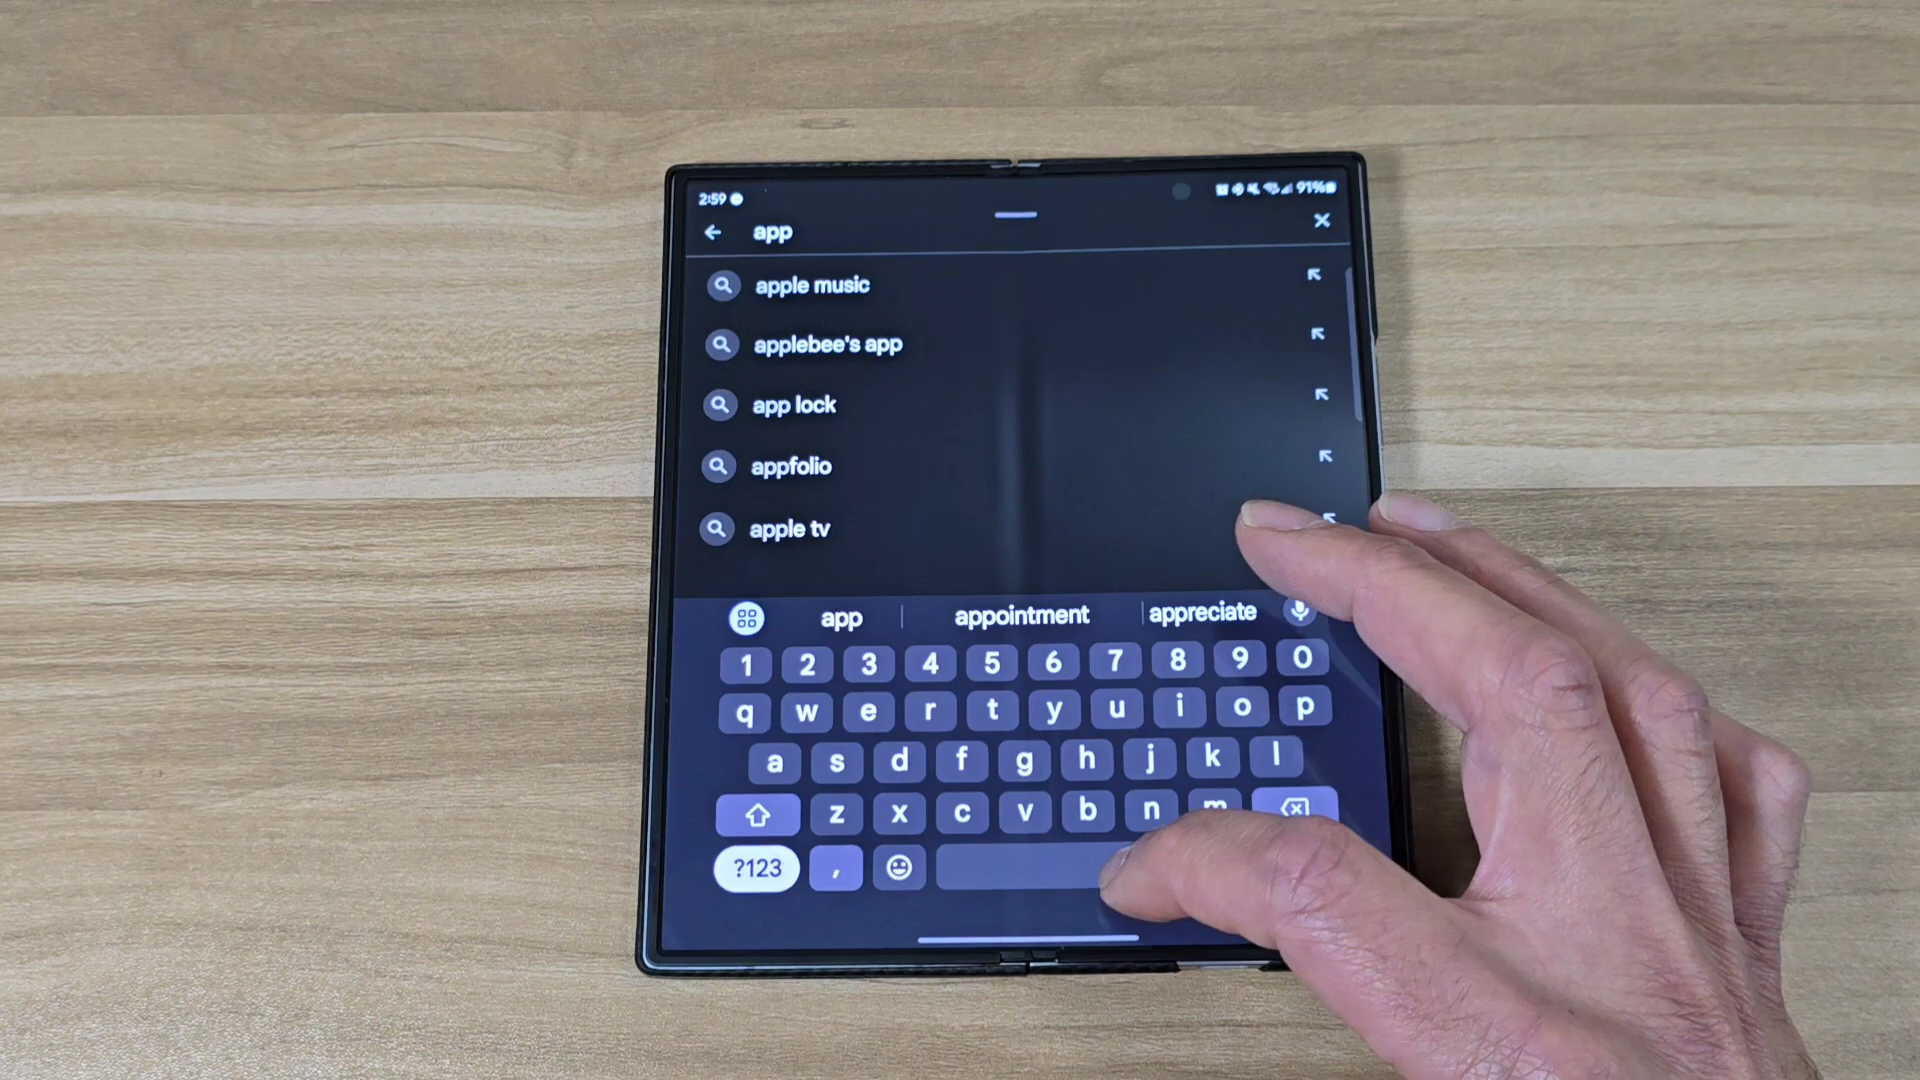 2:59 91%
app
apple music
applebee's app
app lock
appfolio
apple tv
app appointment appreciate
1 2 3 4 5 6 7 8 9 0
q w e r t y u i o p
a s d f g h j k l
z x c v b n m
?123 ,